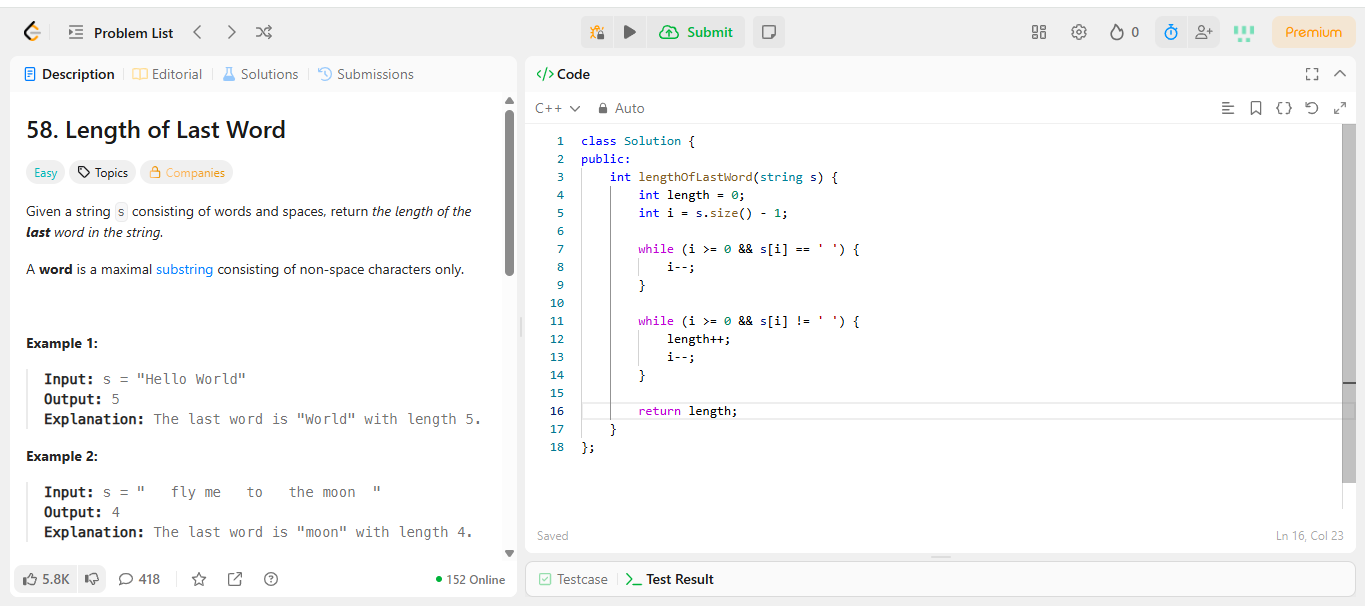 Problem List
Submit
0
Premium
Description
Editorial
Solutions
Submissions
58. Length of Last Word
Easy
Topics
Companies
Given a string s consisting of words and spaces, return the length of the
last word in the string.
A word is a maximal substring consisting of non-space characters only.
Example 1:
Input: s = "Hello World"
Output: 5
Explanation: The last word is "World" with length 5.
Example 2:
Input: s = "   fly me   to   the moon  "
Output: 4
Explanation: The last word is "moon" with length 4.
5.8K
418
152 Online
</> Code
C++
Auto
1 class Solution {
2 public:
3     int lengthOfLastWord(string s) {
4         int length = 0;
5         int i = s.size() - 1;
6
7         while (i >= 0 && s[i] == ' ') {
8             i--;
9         }
10
11         while (i >= 0 && s[i] != ' ') {
12             length++;
13             i--;
14         }
15
16         return length;
17     }
18 };
Saved
Ln 16, Col 23
Testcase
Test Result